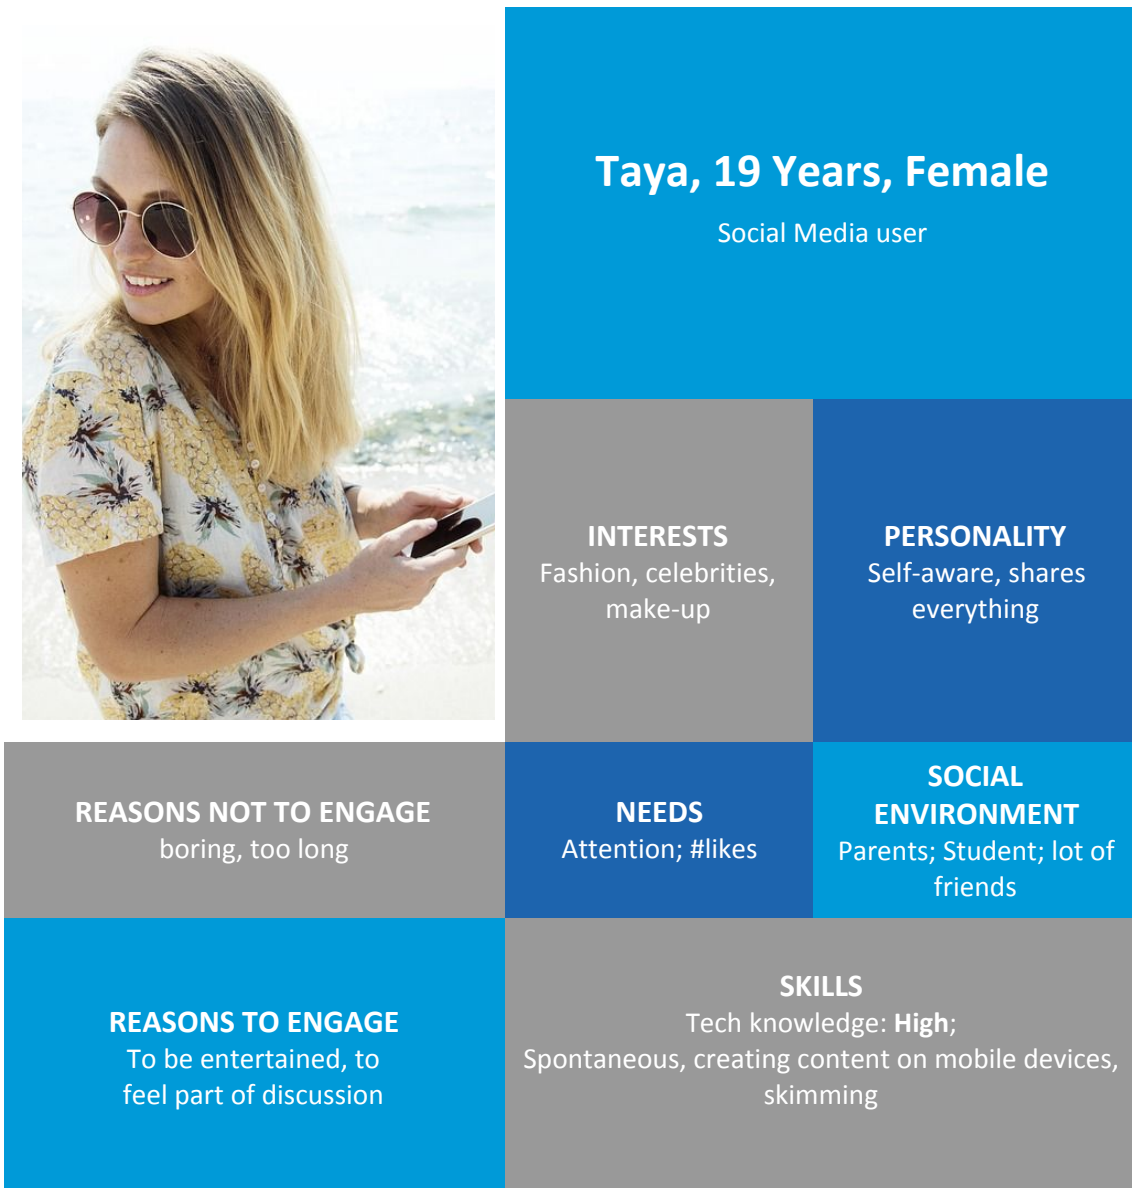 Taya, 19 Years, Female
Social Media user
INTERESTS
Fashion, celebrities,
make-up
PERSONALITY
Self-aware, shares
everything
REASONS NOT TO ENGAGE
boring, too long
NEEDS
Attention; #likes
SOCIAL
ENVIRONMENT
Parents; Student; lot of
friends
REASONS TO ENGAGE
To be entertained, to
feel part of discussion
SKILLS
Tech knowledge: High;
Spontaneous, creating content on mobile devices,
skimming